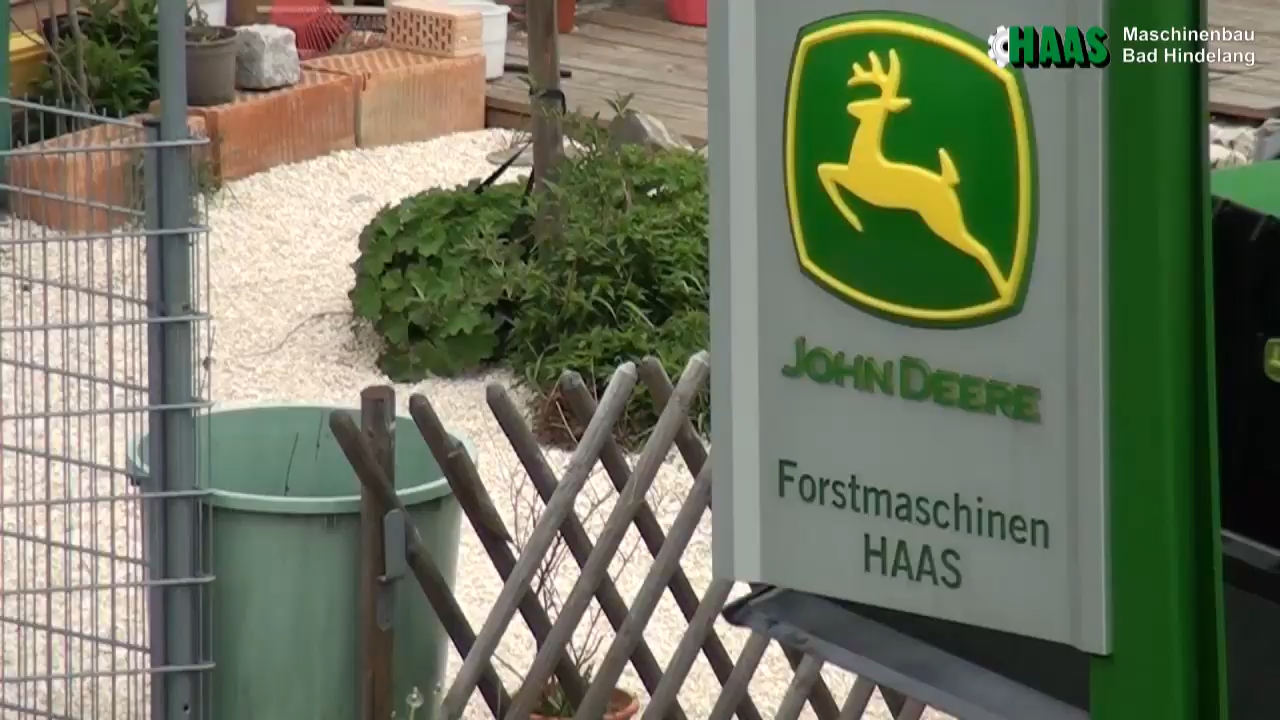 HAAS
Maschinenbau
Bad Hindelang
JOHN DEERE
Forstmaschinen
HAAS